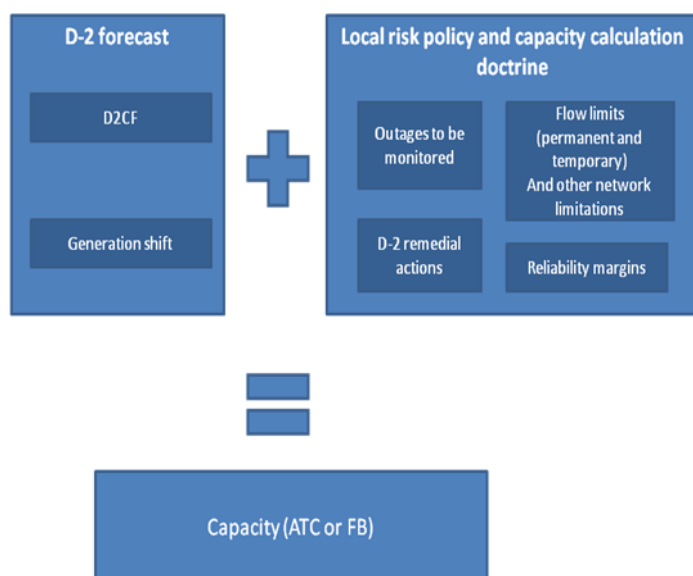 D-2 forecast
D2CF
Generation shift
Local risk policy and capacity calculation
doctrine
Outages to be
monitored
Flow limits
(permanent and
temporary)
And other network
limitations
D-2 remedial
actions
Reliability margins
Capacity (ATC or FB)